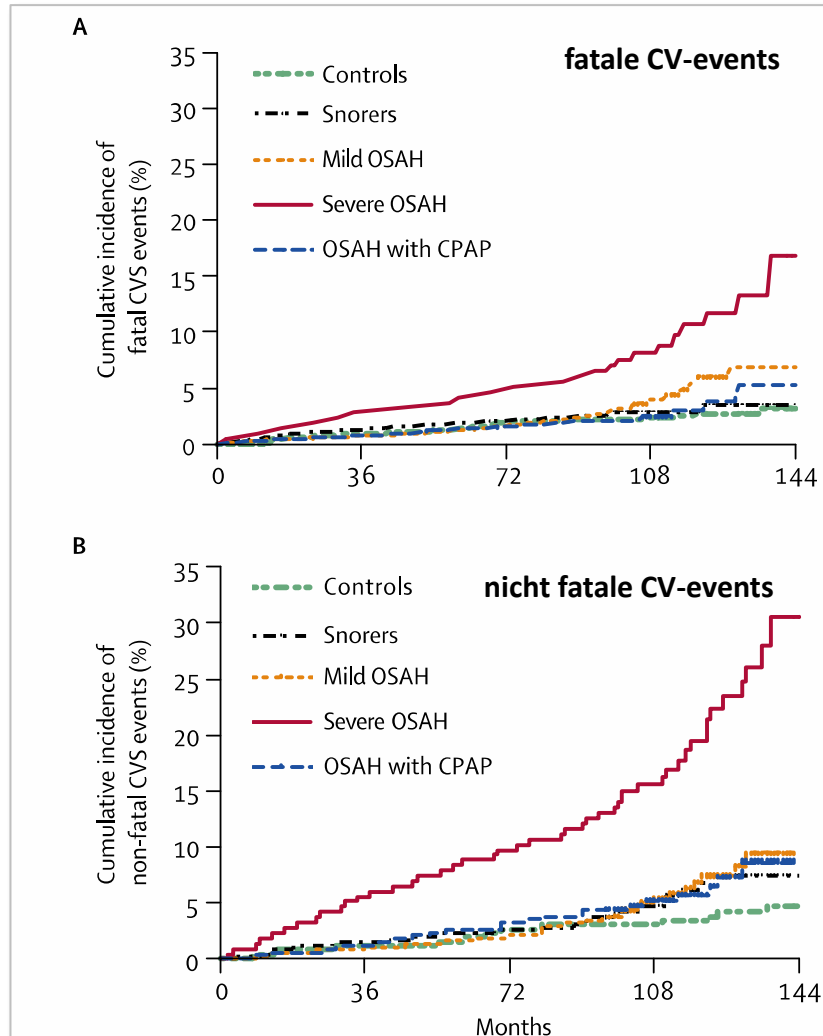 A
fatale CV-events
Cumulative incidence of
fatal CVS events (%)
35
30
25
20
15
10
5
0
Controls
Snorers
Mild OSAH
Severe OSAH
OSAH with CPAP
0 36 72 108 144
B
nicht fatale CV-events
Cumulative incidence of
non-fatal CVS events (%)
35
30
25
20
15
10
5
0
Controls
Snorers
Mild OSAH
Severe OSAH
OSAH with CPAP
0 36 72 108 144
Months